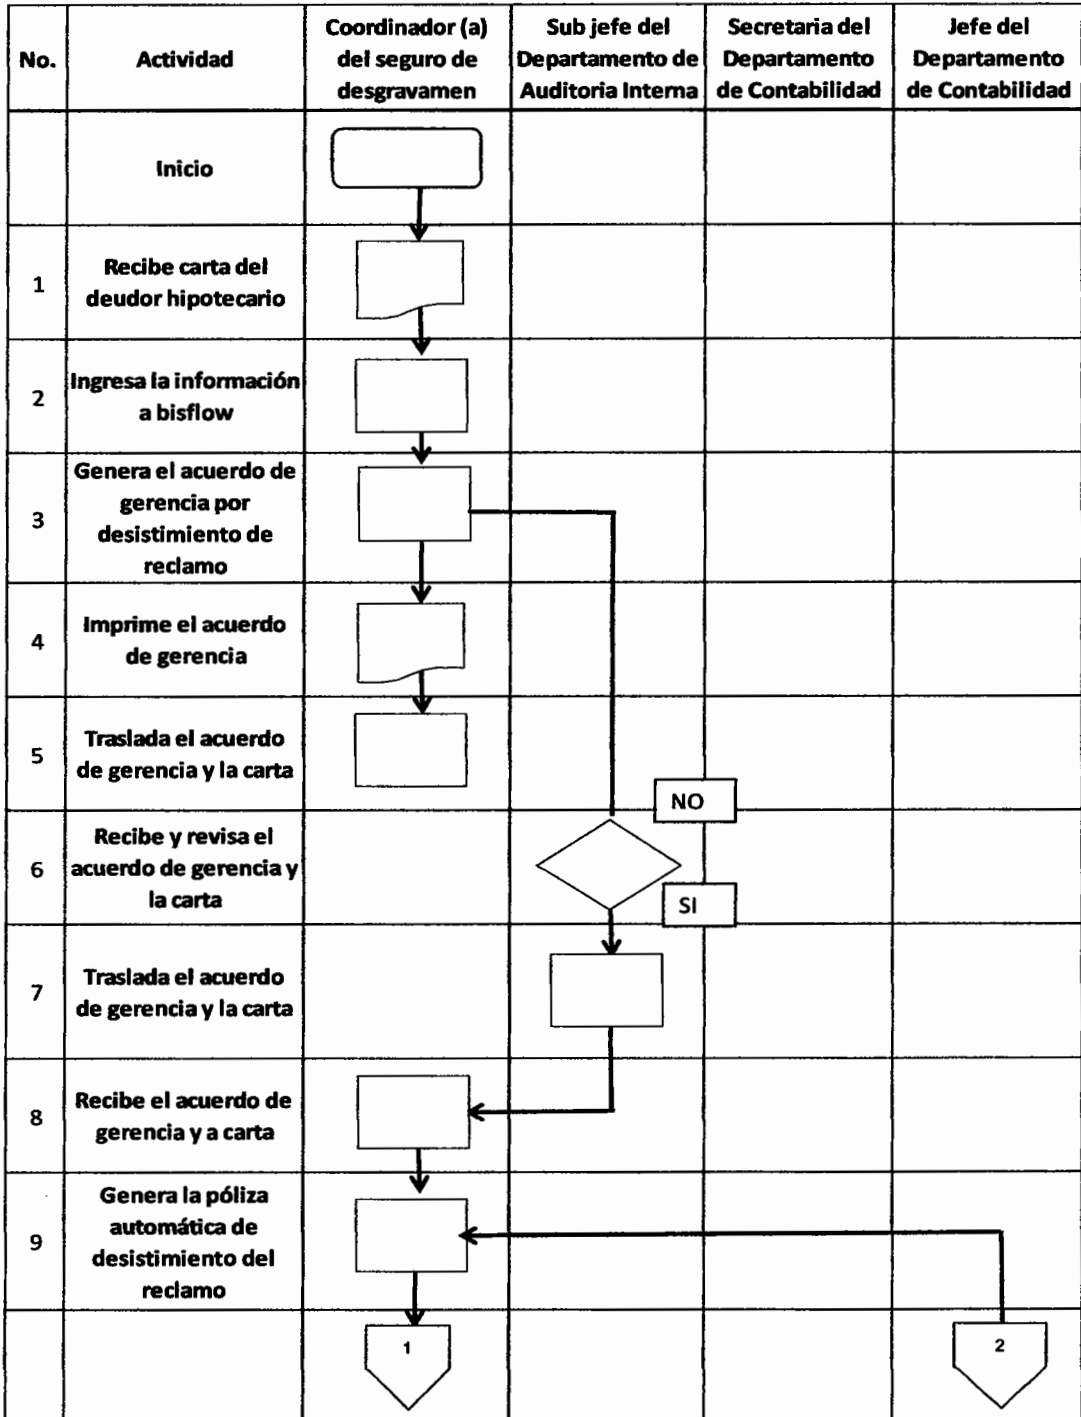 No.
Actividad
Coordinador (a)
del seguro de
desgravamen
Sub jefe del
Departamento de
Auditoria Interna
Secretaria del
Departamento
de Contabilidad
Jefe del
Departamento
de Contabilidad
Inicio
1
Recibe carta del
deudor hipotecario
2
Ingresa la información
a bisflow
3
Genera el acuerdo de
gerencia por
desistimiento de
reclamo
4
Imprime el acuerdo
de gerencia
5
Traslada el acuerdo
de gerencia y la carta
NO
6
Recibe y revisa el
acuerdo de gerencia y
la carta
SI
7
Traslada el acuerdo
de gerencia y la carta
8
Recibe el acuerdo de
gerencia y a carta
9
Genera la póliza
automática de
desistimiento del
reclamo
1
2